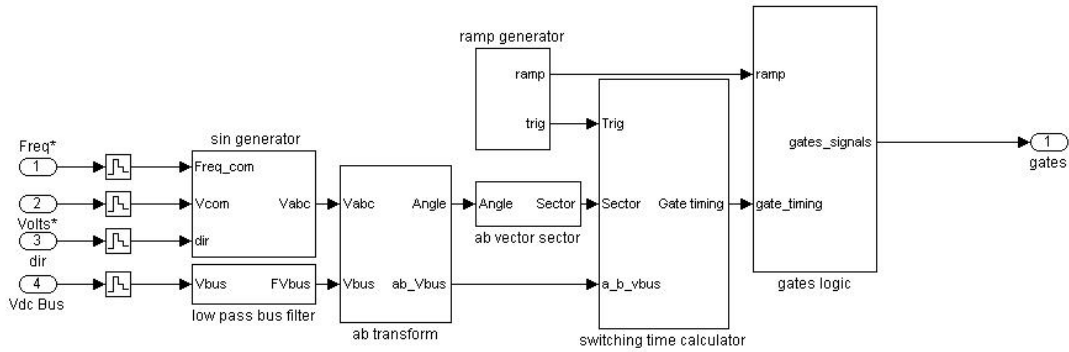 ramp generator
ramp
trig
ramp
gates_signals
gate_timing
gates logic
1
gates
sin generator
Freq*
1
Freq_com
2
Volts*
Vcom
Vabc
3
dir
dir
4
Vdc Bus
Vbus
FVbus
low pass bus filter
Vabc
Angle
Vbus
ab_Vbus
ab transform
Angle
Sector
ab vector sector
Trig
Sector
Gate timing
a_b_vbus
switching time calculator